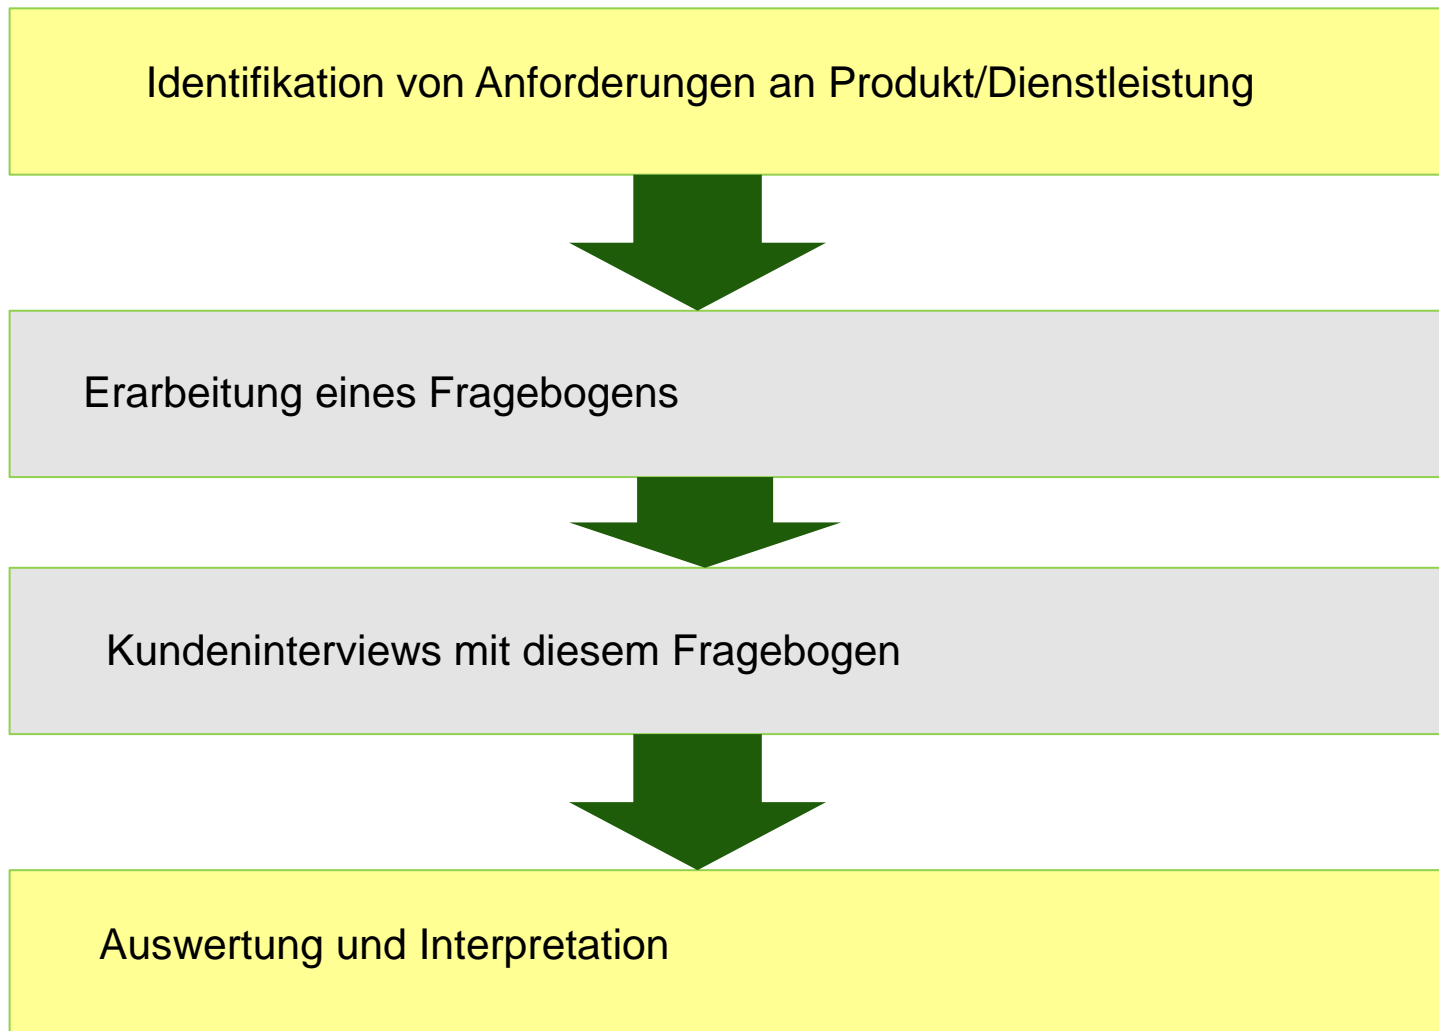 Identifikation von Anforderungen an Produkt/Dienstleistung
Erarbeitung eines Fragebogens
Kundeninterviews mit diesem Fragebogen
Auswertung und Interpretation